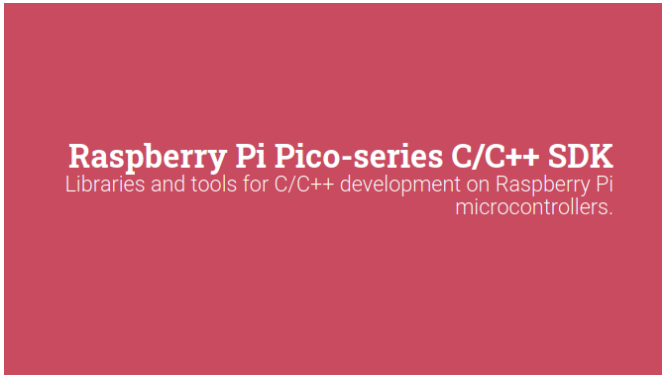 Raspberry Pi Pico-series C/C++ SDK
Libraries and tools for C/C++ development on Raspberry Pi
microcontrollers.